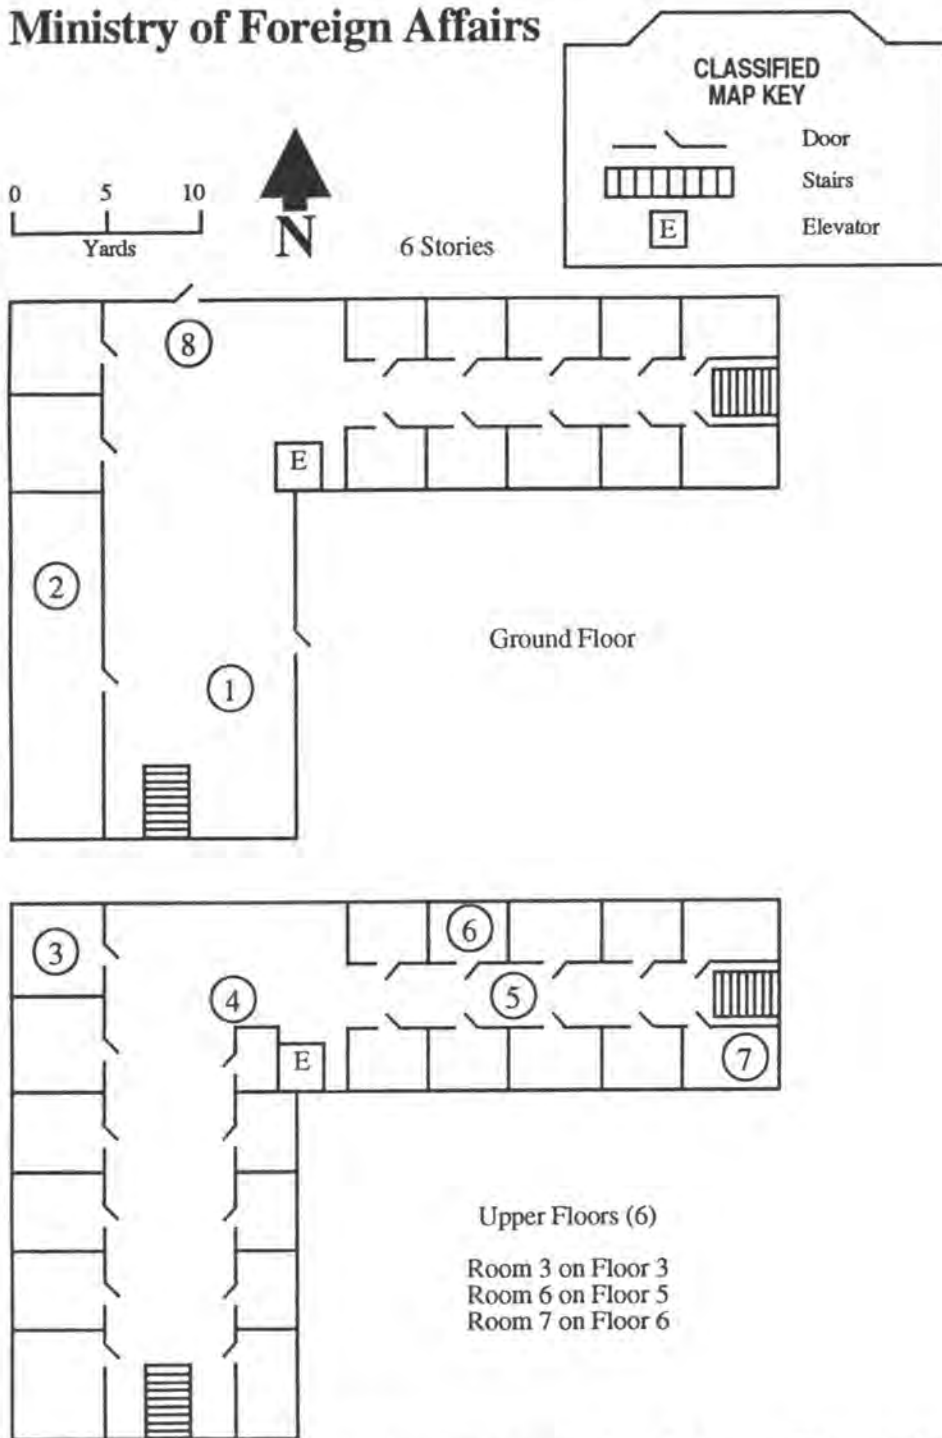 Ministry of Foreign Affairs
CLASSIFIED
MAP KEY
Door
Stairs
E
Elevator
0 5 10
Yards
N
6 Stories
8
E
2
Ground Floor
1
3
6
4
5
E
7
Upper Floors (6)
Room 3 on Floor 3
Room 6 on Floor 5
Room 7 on Floor 6